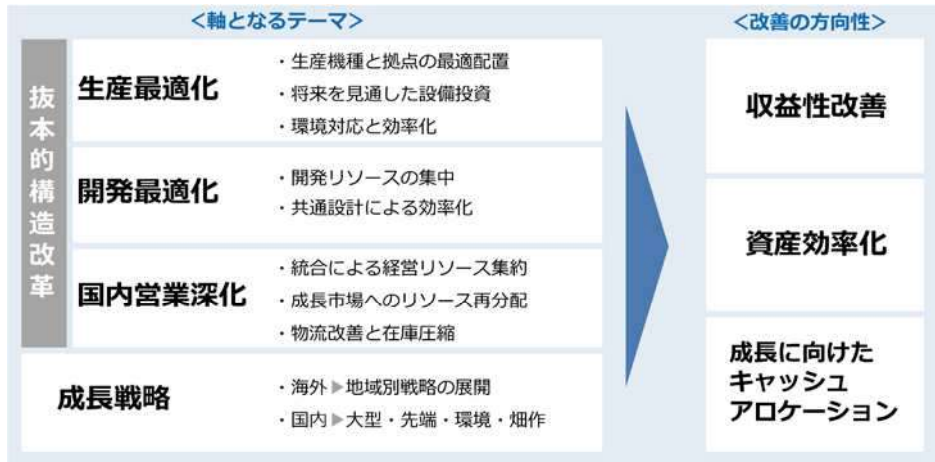 ＜軸となるテーマ＞
＜改善の方向性＞
抜本的構造改革
生産最適化
・生産機種と拠点の最適配置
・将来を見通した設備投資
・環境対応と効率化
開発最適化
・開発リソースの集中
・共通設計による効率化
国内営業深化
・統合による経営リソース集約
・成長市場へのリソース再分配
・物流改善と在庫圧縮
成長戦略
・海外▶地域別戦略の展開
・国内▶大型・先端・環境・畑作
収益性改善
資産効率化
成長に向けた
キャッシュ
アロケーション